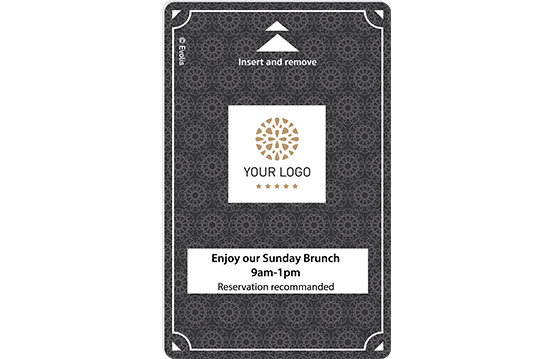 Insert and remove
© Evolis
YOUR LOGO
Enjoy our Sunday Brunch
9am-1pm
Reservation recommanded